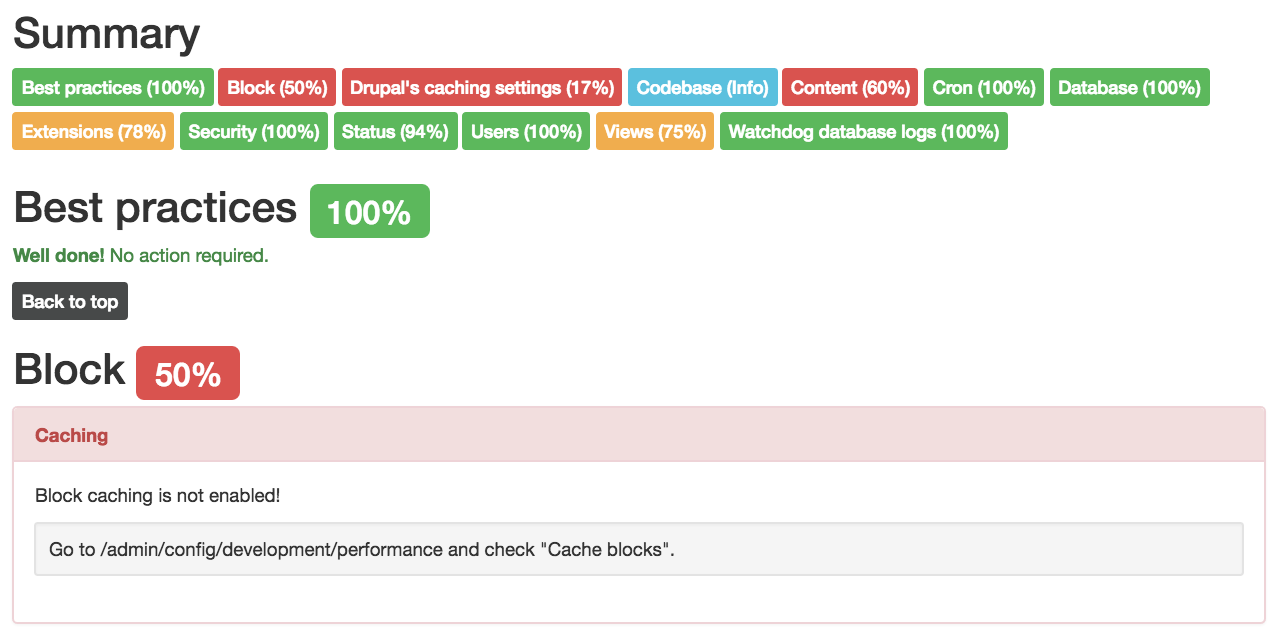 Summary
Best practices (100%) Block (50%) Drupal's caching settings (17%) Codebase (Info) Content (60%) Cron (100%) Database (100%)
Extensions (78%) Security (100%) Status (94%) Users (100%) Views (75%) Watchdog database logs (100%)
Best practices 100%
Well done! No action required.
Back to top
Block 50%
Caching
Block caching is not enabled!
Go to /admin/config/development/performance and check "Cache blocks".